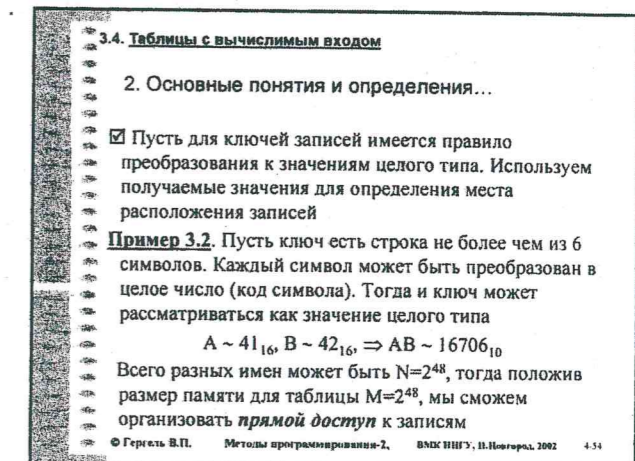 3.4. Таблицы с вычислимым входом
2. Основные понятия и определения...
☑ Пусть для ключей записей имеется правило
преобразования к значениям целого типа. Используем
получаемые значения для определения места
расположения записей
Пример 3.2. Пусть ключ есть строка не более чем из 6
символов. Каждый символ может быть преобразован в
целое число (код символа). Тогда и ключ может
рассматриваться как значение целого типа
A ~ 41₁₆, B ~ 42₁₆, ⇒ AB ~ 16706₁₀
Всего разных имен может быть N=2⁴⁸, тогда положив
размер памяти для таблицы M=2⁴⁸, мы сможем
организовать прямой доступ к записям
© Гергель В.П. Методы программирования-2, ВМК ННГУ, Н.Новгород, 2002 4-54